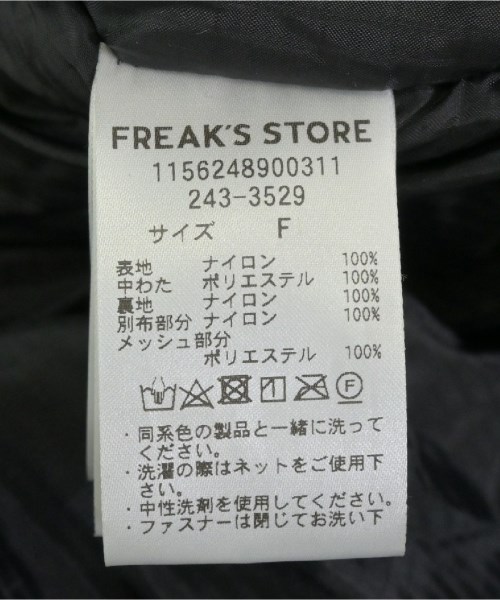 FREAK'S STORE
1156248900311
243-3529
サイズ F
表地 ナイロン 100%
中わた ポリエステル 100%
裏地 ナイロン 100%
別布部分 ナイロン 100%
メッシュ部分
ポリエステル 100%
F
・同系色の製品と一緒に洗って
ください。
・洗濯の際はネットをご使用下
さい。
・中性洗剤を使用してください。
・ファスナーは閉じてお洗い下